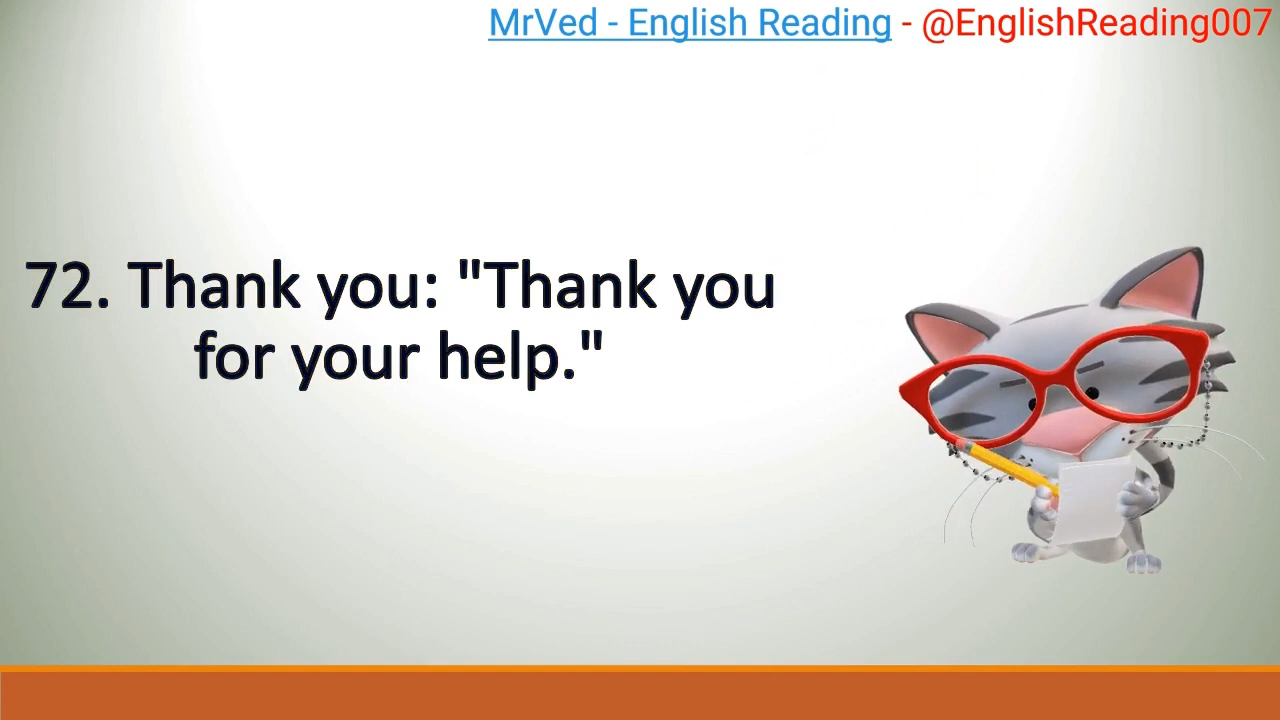 MrVed - English Reading - @EnglishReading007
72. Thank you: "Thank you
for your help."